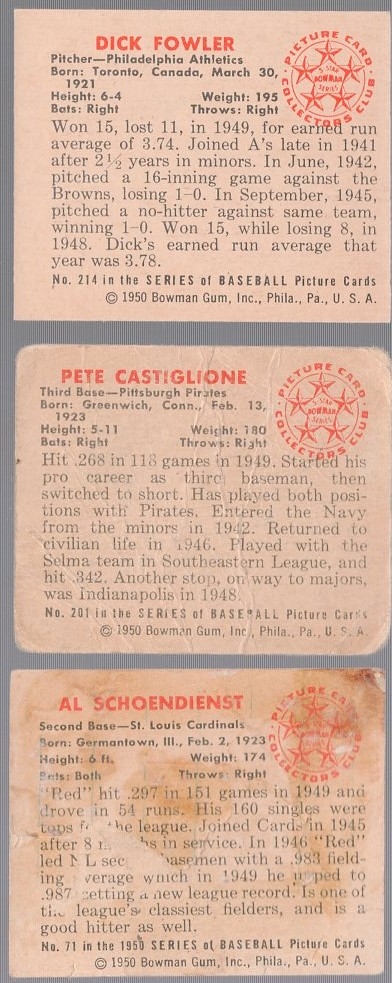 DICK FOWLER
Pitcher—Philadelphia Athletics
Born: Toronto, Canada, March 30,
1921
Height: 6-4 Weight: 195
Bats: Right Throws: Right
PICTURE CARD COLLECTORS CLUB
5-STAR BOWMAN SERIES
Won 15, lost 11, in 1949, for earned run
average of 3.74. Joined A's late in 1941
after 2½ years in minors. In June, 1942,
pitched a 16-inning game against the
Browns, losing 1-0. In September, 1945,
pitched a no-hitter against same team,
winning 1-0. Won 15, while losing 8, in
1948. Dick's earned run average that
year was 3.78.
No. 214 in the SERIES of BASEBALL Picture Cards
© 1950 Bowman Gum, Inc., Phila., Pa., U. S. A.
PETE CASTIGLIONE
Third Base—Pittsburgh Pirates
Born: Greenwich, Conn., Feb. 13,
1923
Height: 5-11 Weight: 180
Bats: Right Throws: Right
PICTURE CARD COLLECTORS CLUB
5-STAR BOWMAN SERIES
Hit .268 in 118 games in 1949. Started his
pro career as third baseman, then
switched to short. Has played both posi-
tions with Pirates. Entered the Navy
from the minors in 1942. Returned to
civilian life in 1946. Played with the
Selma team in Southeastern League, and
hit .342. Another stop, on way to majors,
was Indianapolis in 1948.
No. 201 in the SERIES of BASEBALL Picture Cards
© 1950 Bowman Gum, Inc., Phila., Pa., U. S. A.
AL SCHOENDIENST
Second Base—St. Louis Cardinals
Born: Germantown, Ill., Feb. 2, 1923
Height: 6 ft. Weight: 174
Bats: Both Throws: Right
PICTURE CARD COLLECTORS CLUB
5-STAR BOWMAN SERIES
"Red" hit .297 in 151 games in 1949 and
drove in 54 runs. His 160 singles were
tops the league. Joined Cards in 1945
after 8 in service. In 1946 "Red"
led basemen with a .983 field-
ing average which in 1949 he upped to
.987 setting a new league record. Is one of
the league's classiest fielders, and is a
good hitter as well.
No. 71 in the 1950 SERIES of BASEBALL Picture Cards
© 1950 Bowman Gum, Inc., Phila., Pa., U. S. A.